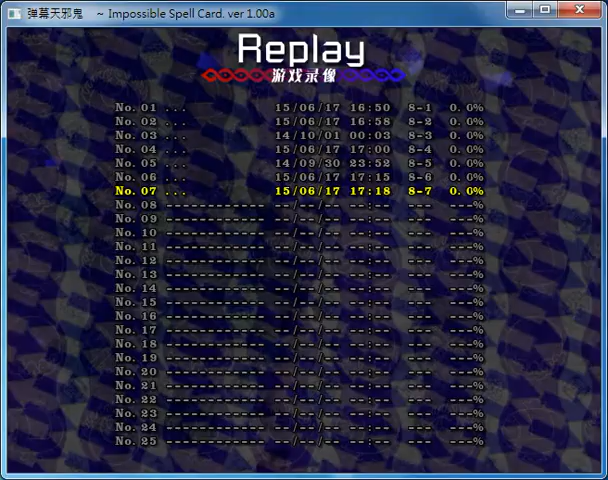 弹幕天邪鬼 ~ Impossible Spell Card. ver 1.00a
Replay
游戏录像
No. 01 ... 15/06/17 16:50 8-1 0.0%
No. 02 ... 15/06/17 16:58 8-2 0.0%
No. 03 ... 14/10/01 00:03 8-3 0.0%
No. 04 ... 15/06/17 17:00 8-4 0.0%
No. 05 ... 14/09/30 23:52 8-5 0.0%
No. 06 ... 15/06/17 17:15 8-6 0.0%
No. 07 ... 15/06/17 17:18 8-7 0.0%
No. 08 ------------ --/--/-- --:-- --- ---%
No. 09 ------------ --/--/-- --:-- --- ---%
No. 10 ------------ --/--/-- --:-- --- ---%
No. 11 ------------ --/--/-- --:-- --- ---%
No. 12 ------------ --/--/-- --:-- --- ---%
No. 13 ------------ --/--/-- --:-- --- ---%
No. 14 ------------ --/--/-- --:-- --- ---%
No. 15 ------------ --/--/-- --:-- --- ---%
No. 16 ------------ --/--/-- --:-- --- ---%
No. 17 ------------ --/--/-- --:-- --- ---%
No. 18 ------------ --/--/-- --:-- --- ---%
No. 19 ------------ --/--/-- --:-- --- ---%
No. 20 ------------ --/--/-- --:-- --- ---%
No. 21 ------------ --/--/-- --:-- --- ---%
No. 22 ------------ --/--/-- --:-- --- ---%
No. 23 ------------ --/--/-- --:-- --- ---%
No. 24 ------------ --/--/-- --:-- --- ---%
No. 25 ------------ --/--/-- --:-- --- ---%